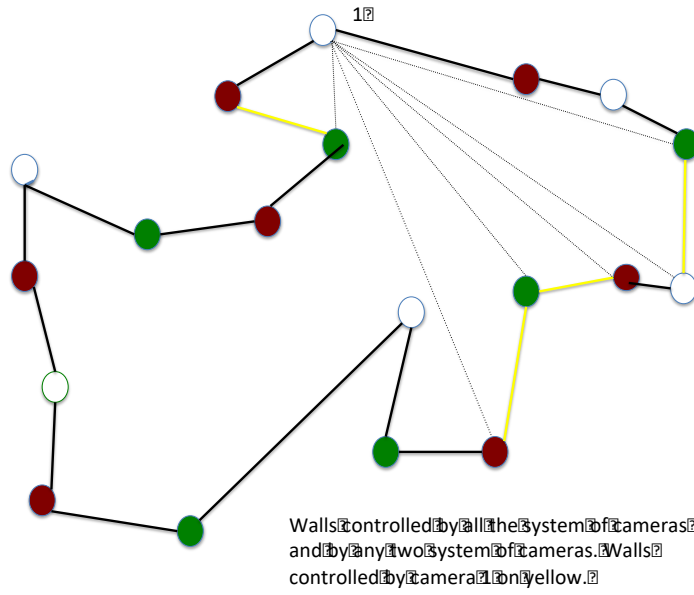 1
Walls controlled by all the system of cameras
and by any two system of cameras. Walls
controlled by camera 1 on yellow.